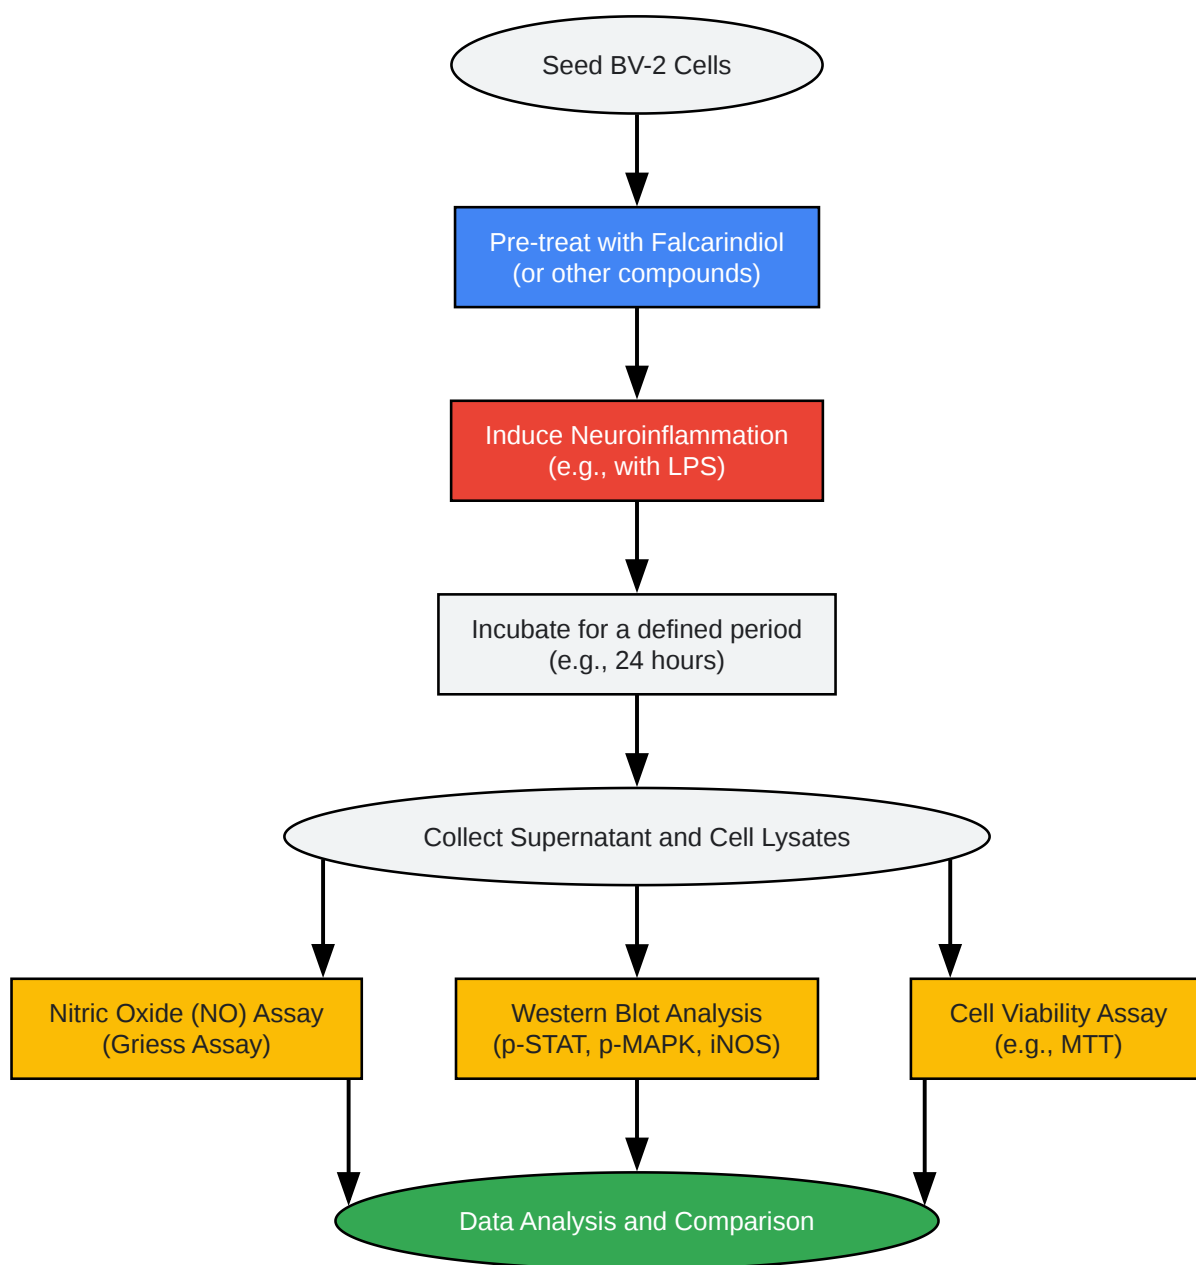 Seed BV-2 Cells
Pre-treat with Falcarindiol
(or other compounds)
Induce Neuroinflammation
(e.g., with LPS)
Incubate for a defined period
(e.g., 24 hours)
Collect Supernatant and Cell Lysates
Nitric Oxide (NO) Assay
(Griess Assay)
Western Blot Analysis
(p-STAT, p-MAPK, iNOS)
Cell Viability Assay
(e.g., MTT)
Data Analysis and Comparison